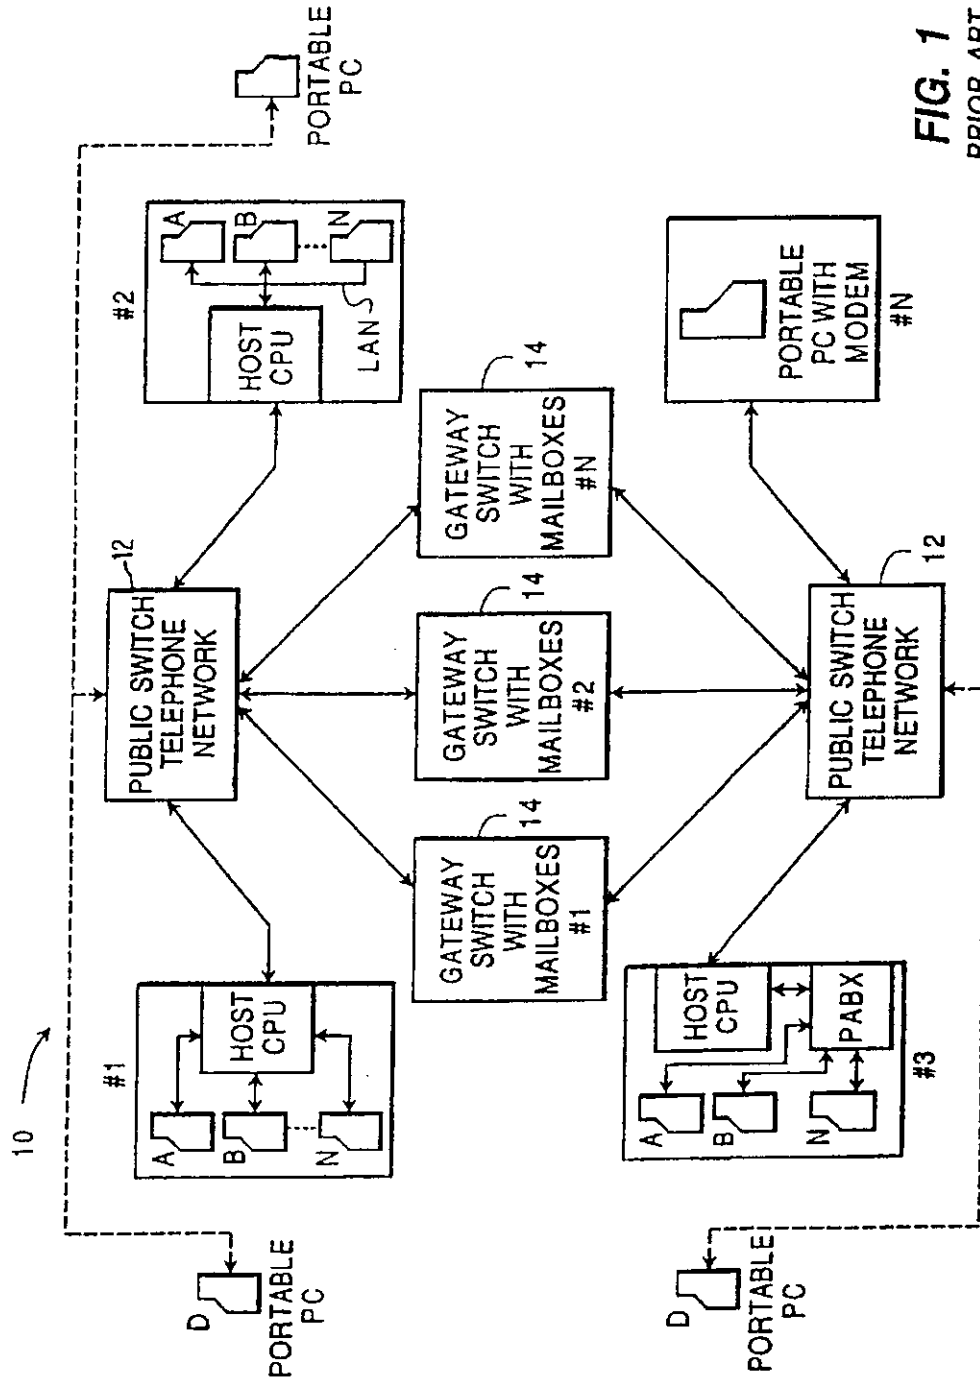 10
D
PORTABLE
PC
#1
A
B
N
HOST
CPU
PUBLIC SWITCH
TELEPHONE
NETWORK
12
#2
A
B
N
HOST
CPU
LAN
PORTABLE
PC
GATEWAY
SWITCH
WITH
MAILBOXES
#1
14
GATEWAY
SWITCH
WITH
MAILBOXES
#2
14
GATEWAY
SWITCH
WITH
MAILBOXES
#N
14
D
PORTABLE
PC
A
B
N
HOST
CPU
PABX
#3
PUBLIC SWITCH
TELEPHONE
NETWORK
12
PORTABLE
PC WITH
MODEM
#N
FIG. 1
PRIOR ART